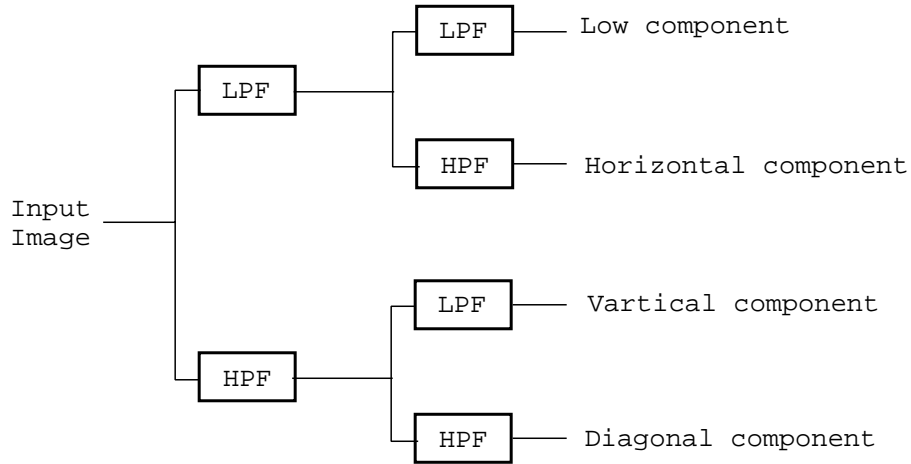 LPF
Low component
LPF
HPF
Horizontal component
Input
Image
LPF
Vartical component
HPF
HPF
Diagonal component